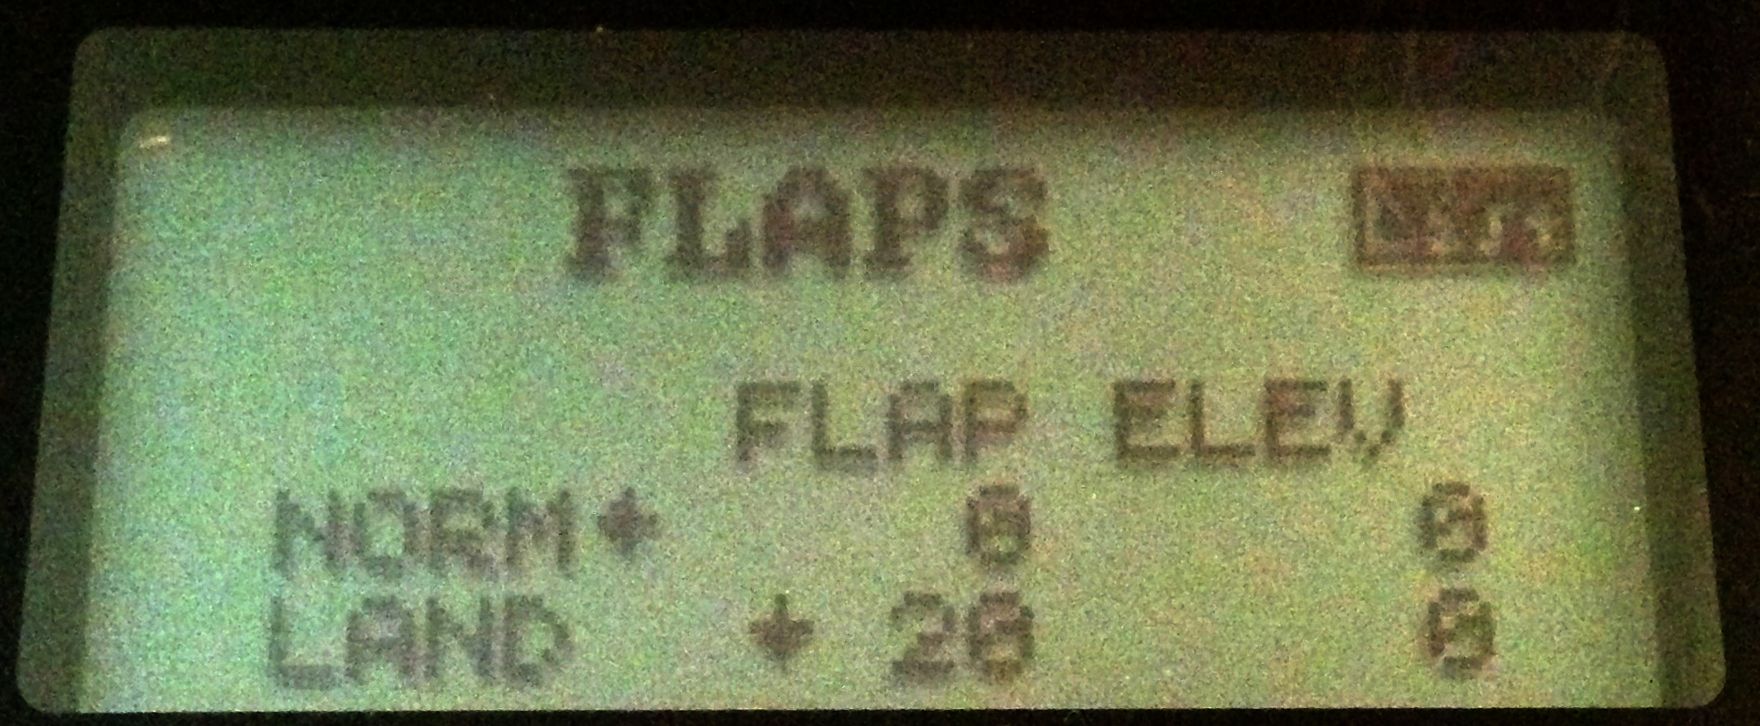 FLAPS
FLAP ELEV
NORM 0 0
LAND ↓ 20 0